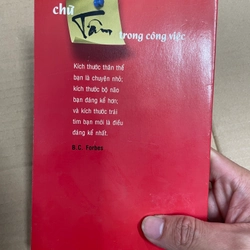 chữ
Tâm
trong công việc
Kích thước thân thể
bạn là chuyện nhỏ;
kích thước bộ não
bạn đáng kể hơn;
và kích thước trái
tim bạn mới là điều
đáng kể nhất.
B.C. Forbes